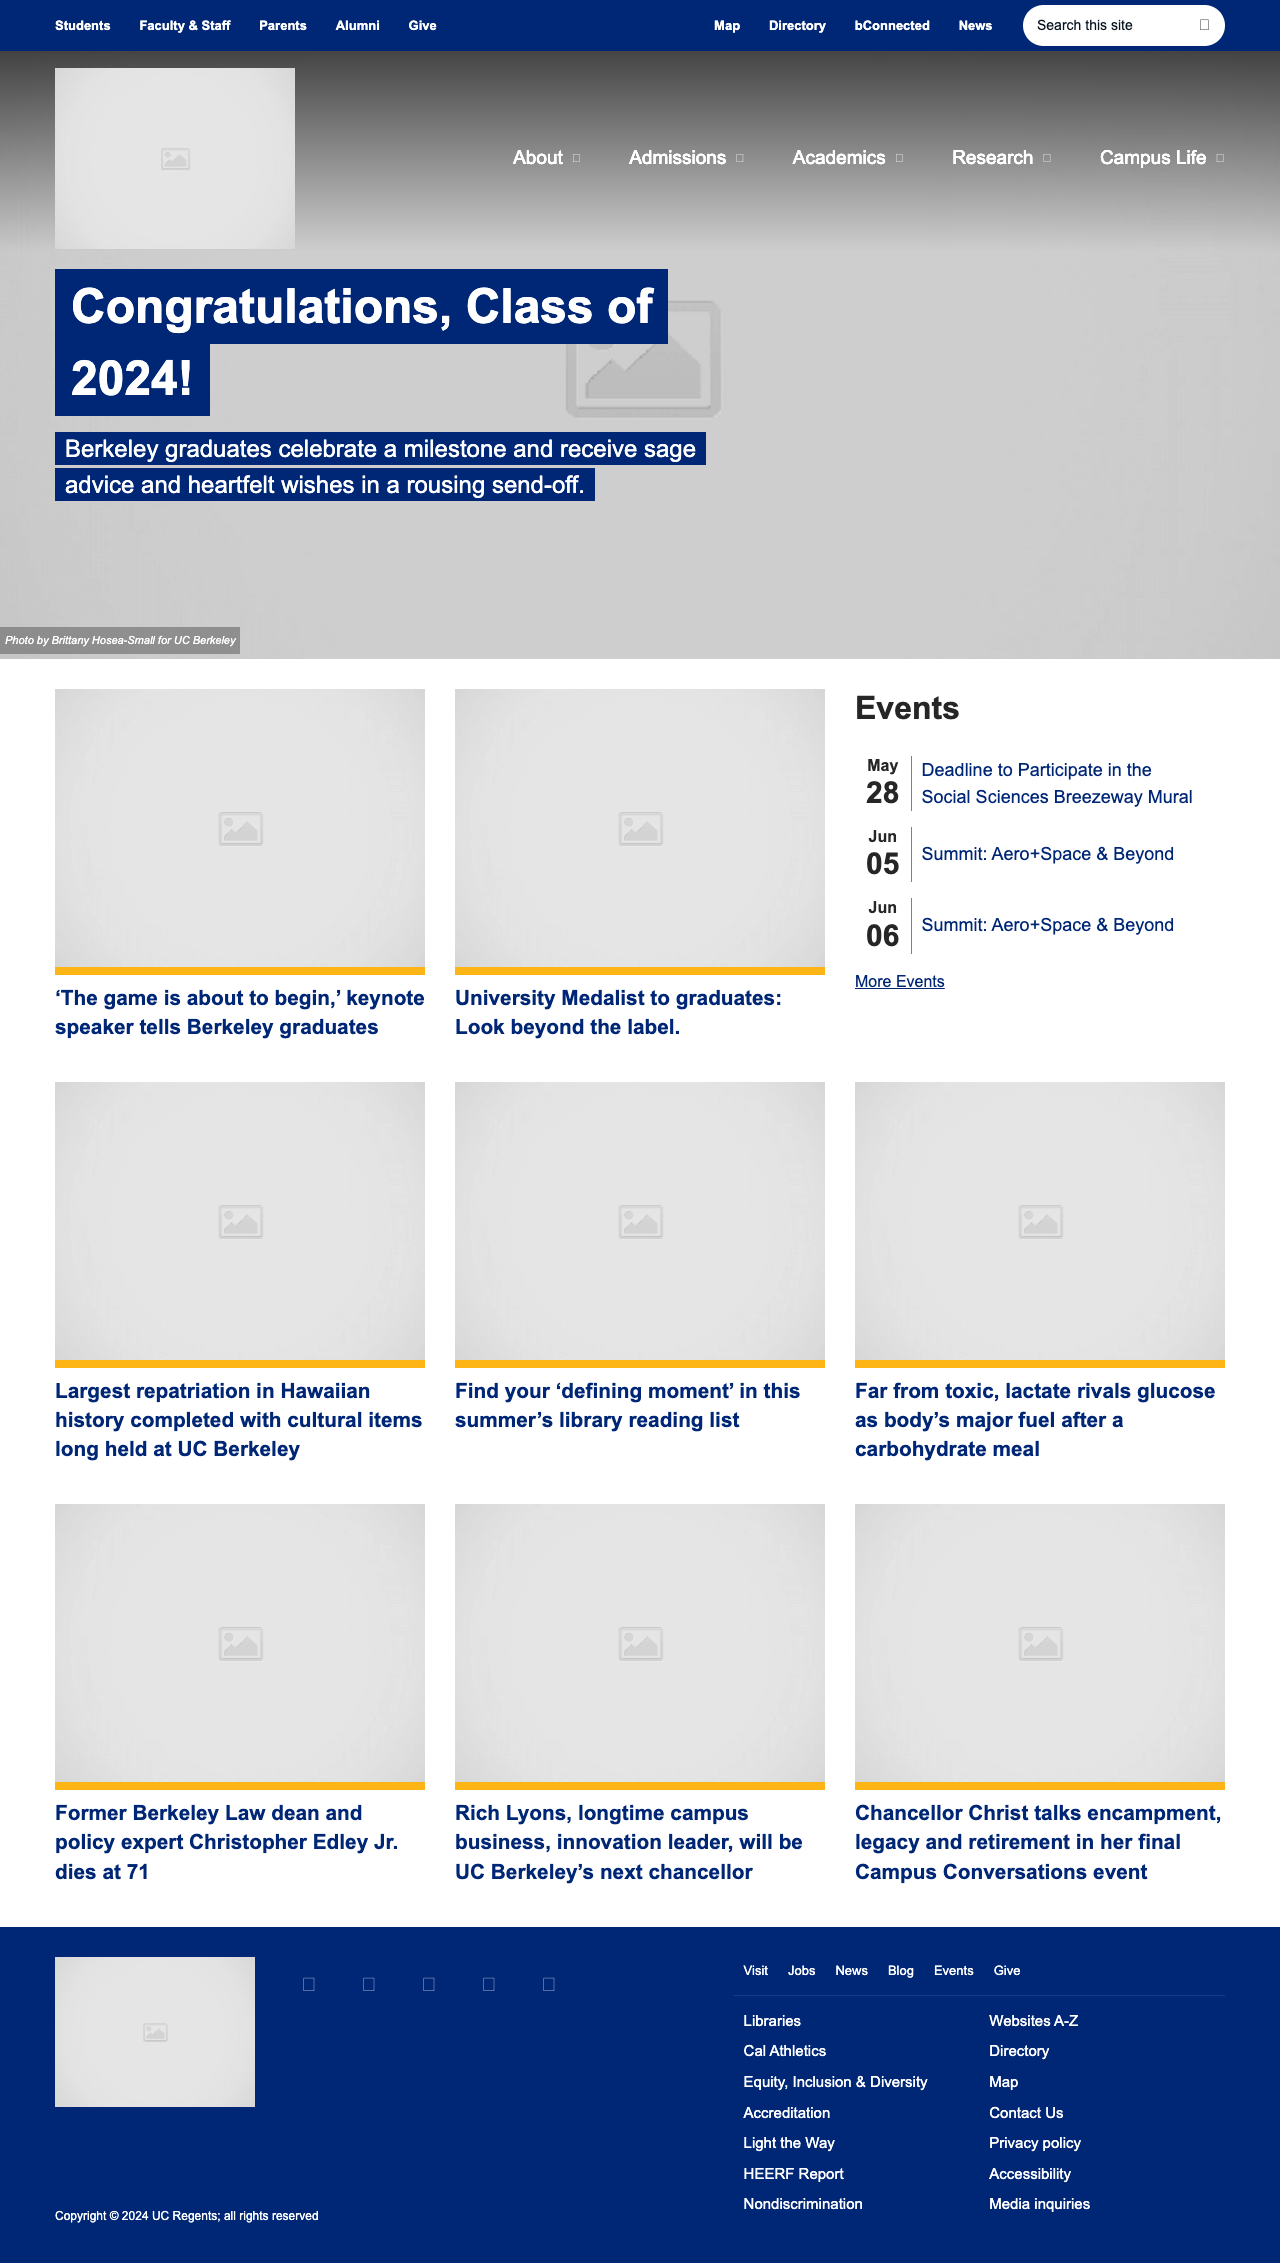 Students Faculty & Staff Parents Alumni Give Map Directory bConnected News Search this site
About Admissions Academics Research Campus Life
Congratulations, Class of
2024!
Berkeley graduates celebrate a milestone and receive sage
advice and heartfelt wishes in a rousing send-off.
Photo by Brittany Hosea-Small for UC Berkeley
‘The game is about to begin,’ keynote
speaker tells Berkeley graduates
University Medalist to graduates:
Look beyond the label.
Events
May
28
Deadline to Participate in the
Social Sciences Breezeway Mural
Jun
05
Summit: Aero+Space & Beyond
Jun
06
Summit: Aero+Space & Beyond
More Events
Largest repatriation in Hawaiian
history completed with cultural items
long held at UC Berkeley
Find your ‘defining moment’ in this
summer’s library reading list
Far from toxic, lactate rivals glucose
as body’s major fuel after a
carbohydrate meal
Former Berkeley Law dean and
policy expert Christopher Edley Jr.
dies at 71
Rich Lyons, longtime campus
business, innovation leader, will be
UC Berkeley’s next chancellor
Chancellor Christ talks encampment,
legacy and retirement in her final
Campus Conversations event
Visit Jobs News Blog Events Give
Libraries
Cal Athletics
Equity, Inclusion & Diversity
Accreditation
Light the Way
HEERF Report
Nondiscrimination
Websites A-Z
Directory
Map
Contact Us
Privacy policy
Accessibility
Media inquiries
Copyright © 2024 UC Regents; all rights reserved